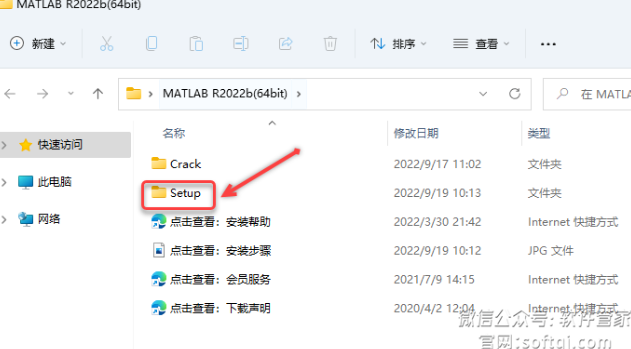 MATLAB R2022b(64bit)
新建 排序 查看 ...
MATLAB R2022b(64bit) 在 MATLA
名称 修改日期 类型
快速访问
此电脑
网络
Crack 2022/9/17 11:02 文件夹
Setup 2022/9/19 10:13 文件夹
点击查看：安装帮助 2022/3/30 21:42 Internet 快捷方式
点击查看：安装步骤 2022/9/19 10:12 JPG 文件
点击查看：会员服务 2021/7/9 14:15 Internet 快捷方式
点击查看：下载声明 2020/4/2 12:04 Internet 快捷方式
微信公众号: 软件管家
官网:softai.com